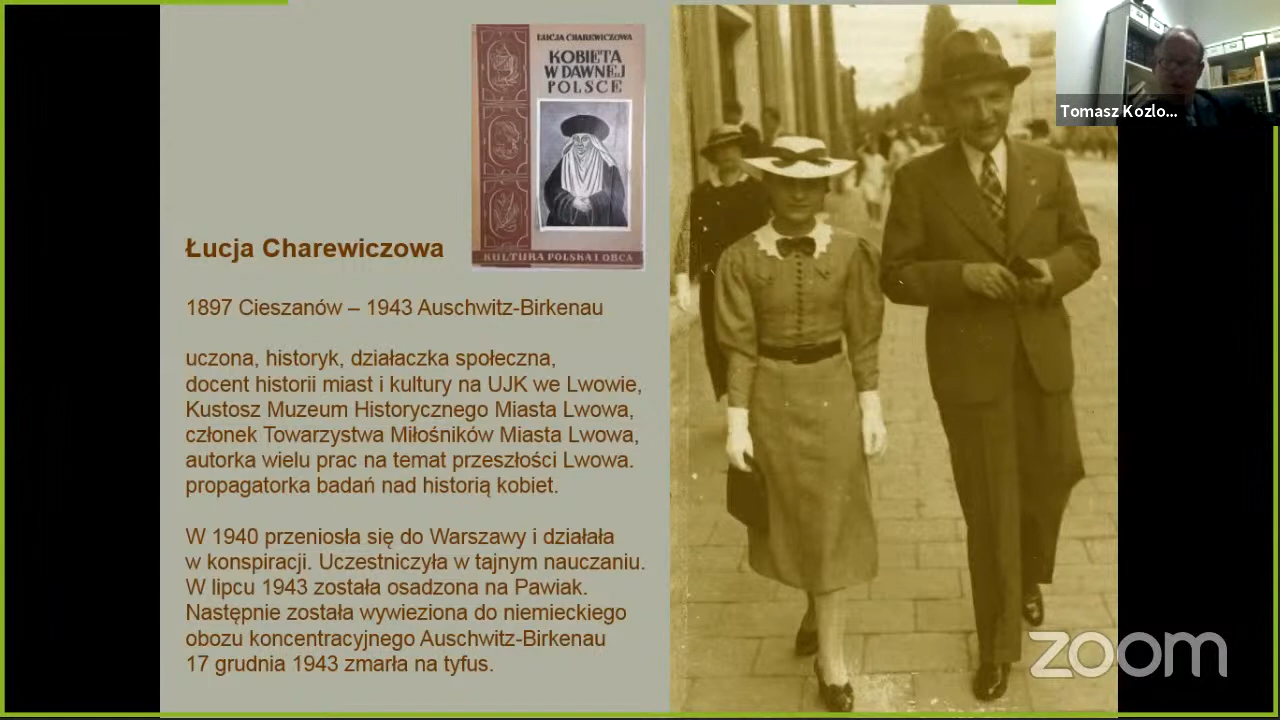 ŁUCJA CHAREWICZOWA
KOBIETA
W DAWNEJ
POLSCE
KULTURA POLSKA I OBCA
Tomasz Kozlo...
Łucja Charewiczowa
1897 Cieszanów – 1943 Auschwitz-Birkenau
uczona, historyk, działaczka społeczna,
docent historii miast i kultury na UJK we Lwowie,
Kustosz Muzeum Historycznego Miasta Lwowa,
członek Towarzystwa Miłośników Miasta Lwowa,
autorka wielu prac na temat przeszłości Lwowa.
propagatorka badań nad historią kobiet.
W 1940 przeniosła się do Warszawy i działała
w konspiracji. Uczestniczyła w tajnym nauczaniu.
W lipcu 1943 została osadzona na Pawiak.
Następnie została wywieziona do niemieckiego
obozu koncentracyjnego Auschwitz-Birkenau
17 grudnia 1943 zmarła na tyfus.
zoom